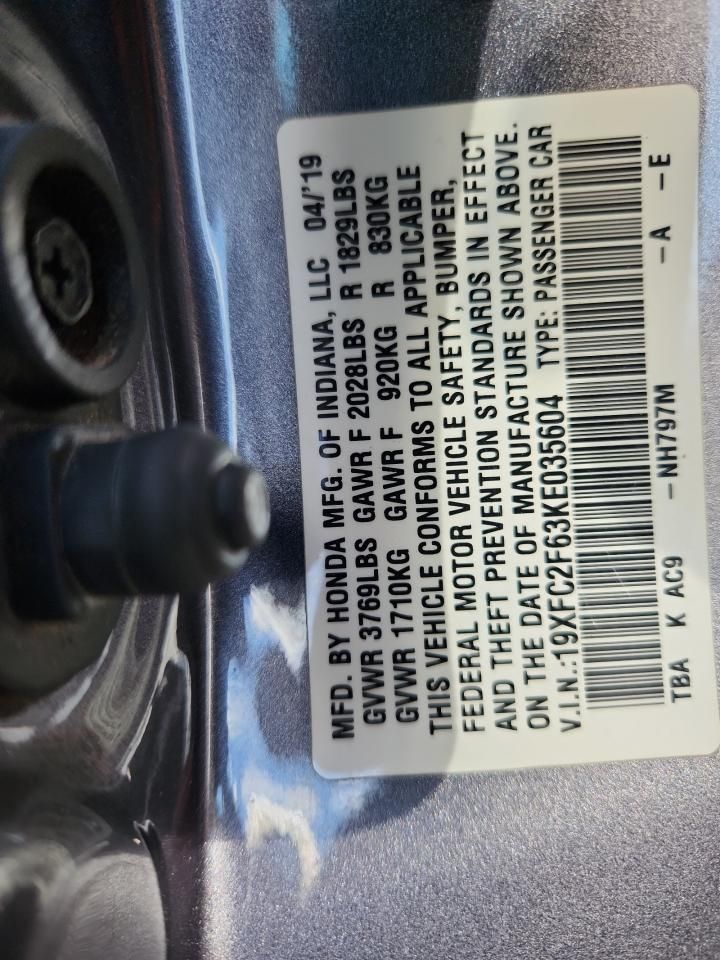 MFD. BY HONDA MFG. OF INDIANA, LLC 04/'19
GVWR 3769LBS GAWR F 2028LBS R 1829LBS
GVWR 1710KG GAWR F 920KG R 830KG
THIS VEHICLE CONFORMS TO ALL APPLICABLE
FEDERAL MOTOR VEHICLE SAFETY, BUMPER,
AND THEFT PREVENTION STANDARDS IN EFFECT
ON THE DATE OF MANUFACTURE SHOWN ABOVE.
V.I.N.:19XFC2F63KE035604 TYPE: PASSENGER CAR
TBA K AC9 - NH797M - A - E